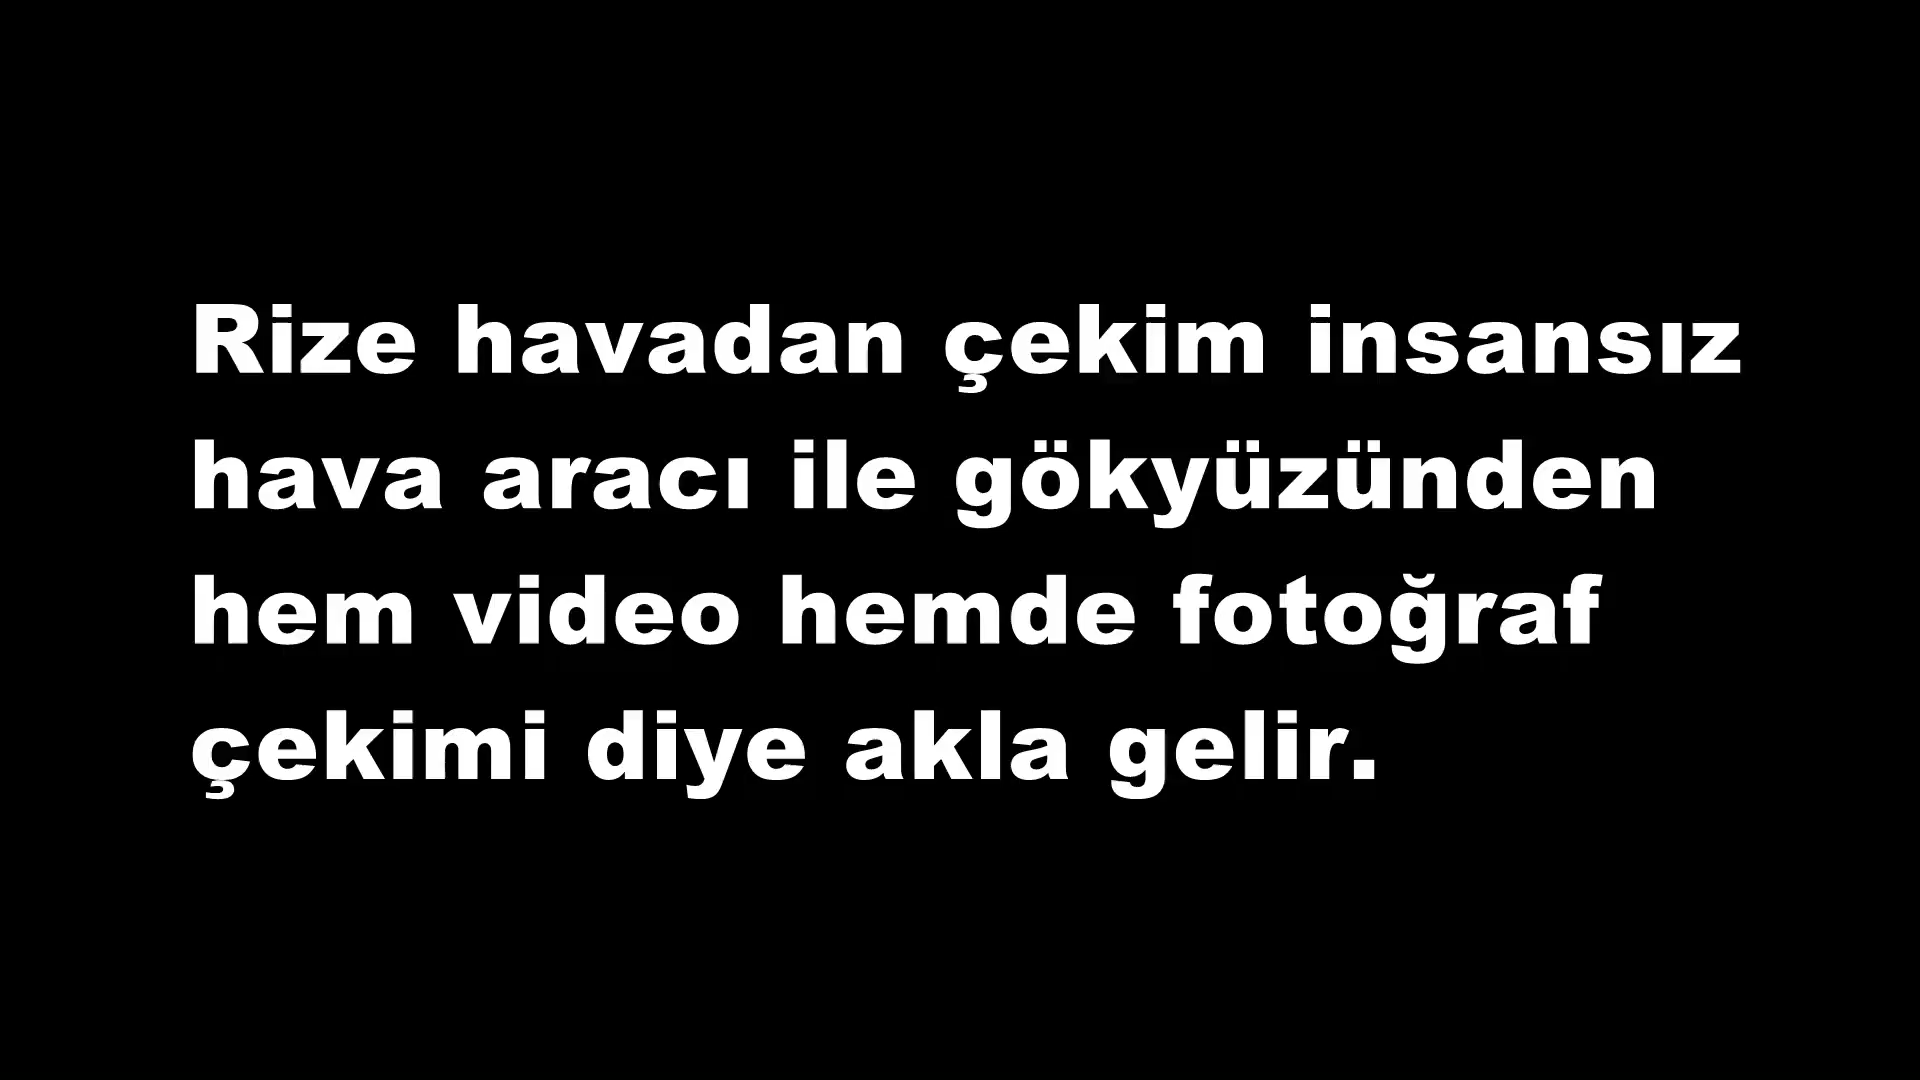 Rize havadan çekim insansız
hava aracı ile gökyüzünden
hem video hemde fotoğraf
çekimi diye akla gelir.